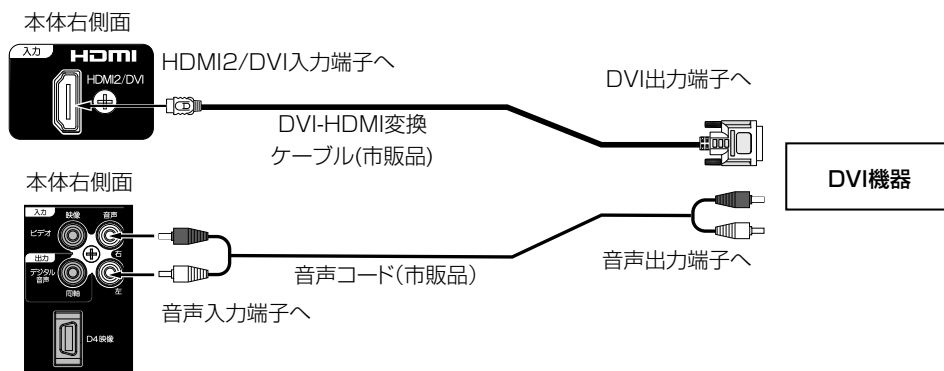 本体右側面
入力 HDMI
HDMI2/DVI
HDMI2/DVI入力端子へ
DVI出力端子へ
DVI-HDMI変換
ケーブル(市販品)
DVI機器
本体右側面
入力 映像 音声
ビデオ
右
出力
デジタル
音声
同軸
左
D4映像
音声コード(市販品)
音声入力端子へ
音声出力端子へ